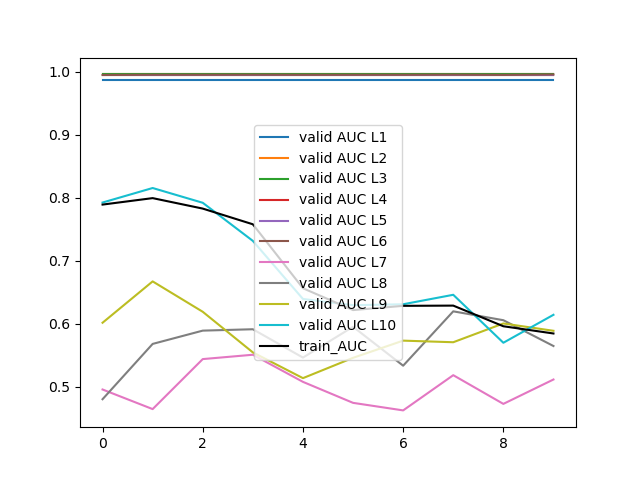 1.0
0.9
0.8
0.7
0.6
0.5
valid AUC L1
valid AUC L2
valid AUC L3
valid AUC L4
valid AUC L5
valid AUC L6
valid AUC L7
valid AUC L8
valid AUC L9
valid AUC L10
train_AUC
0 2 4 6 8